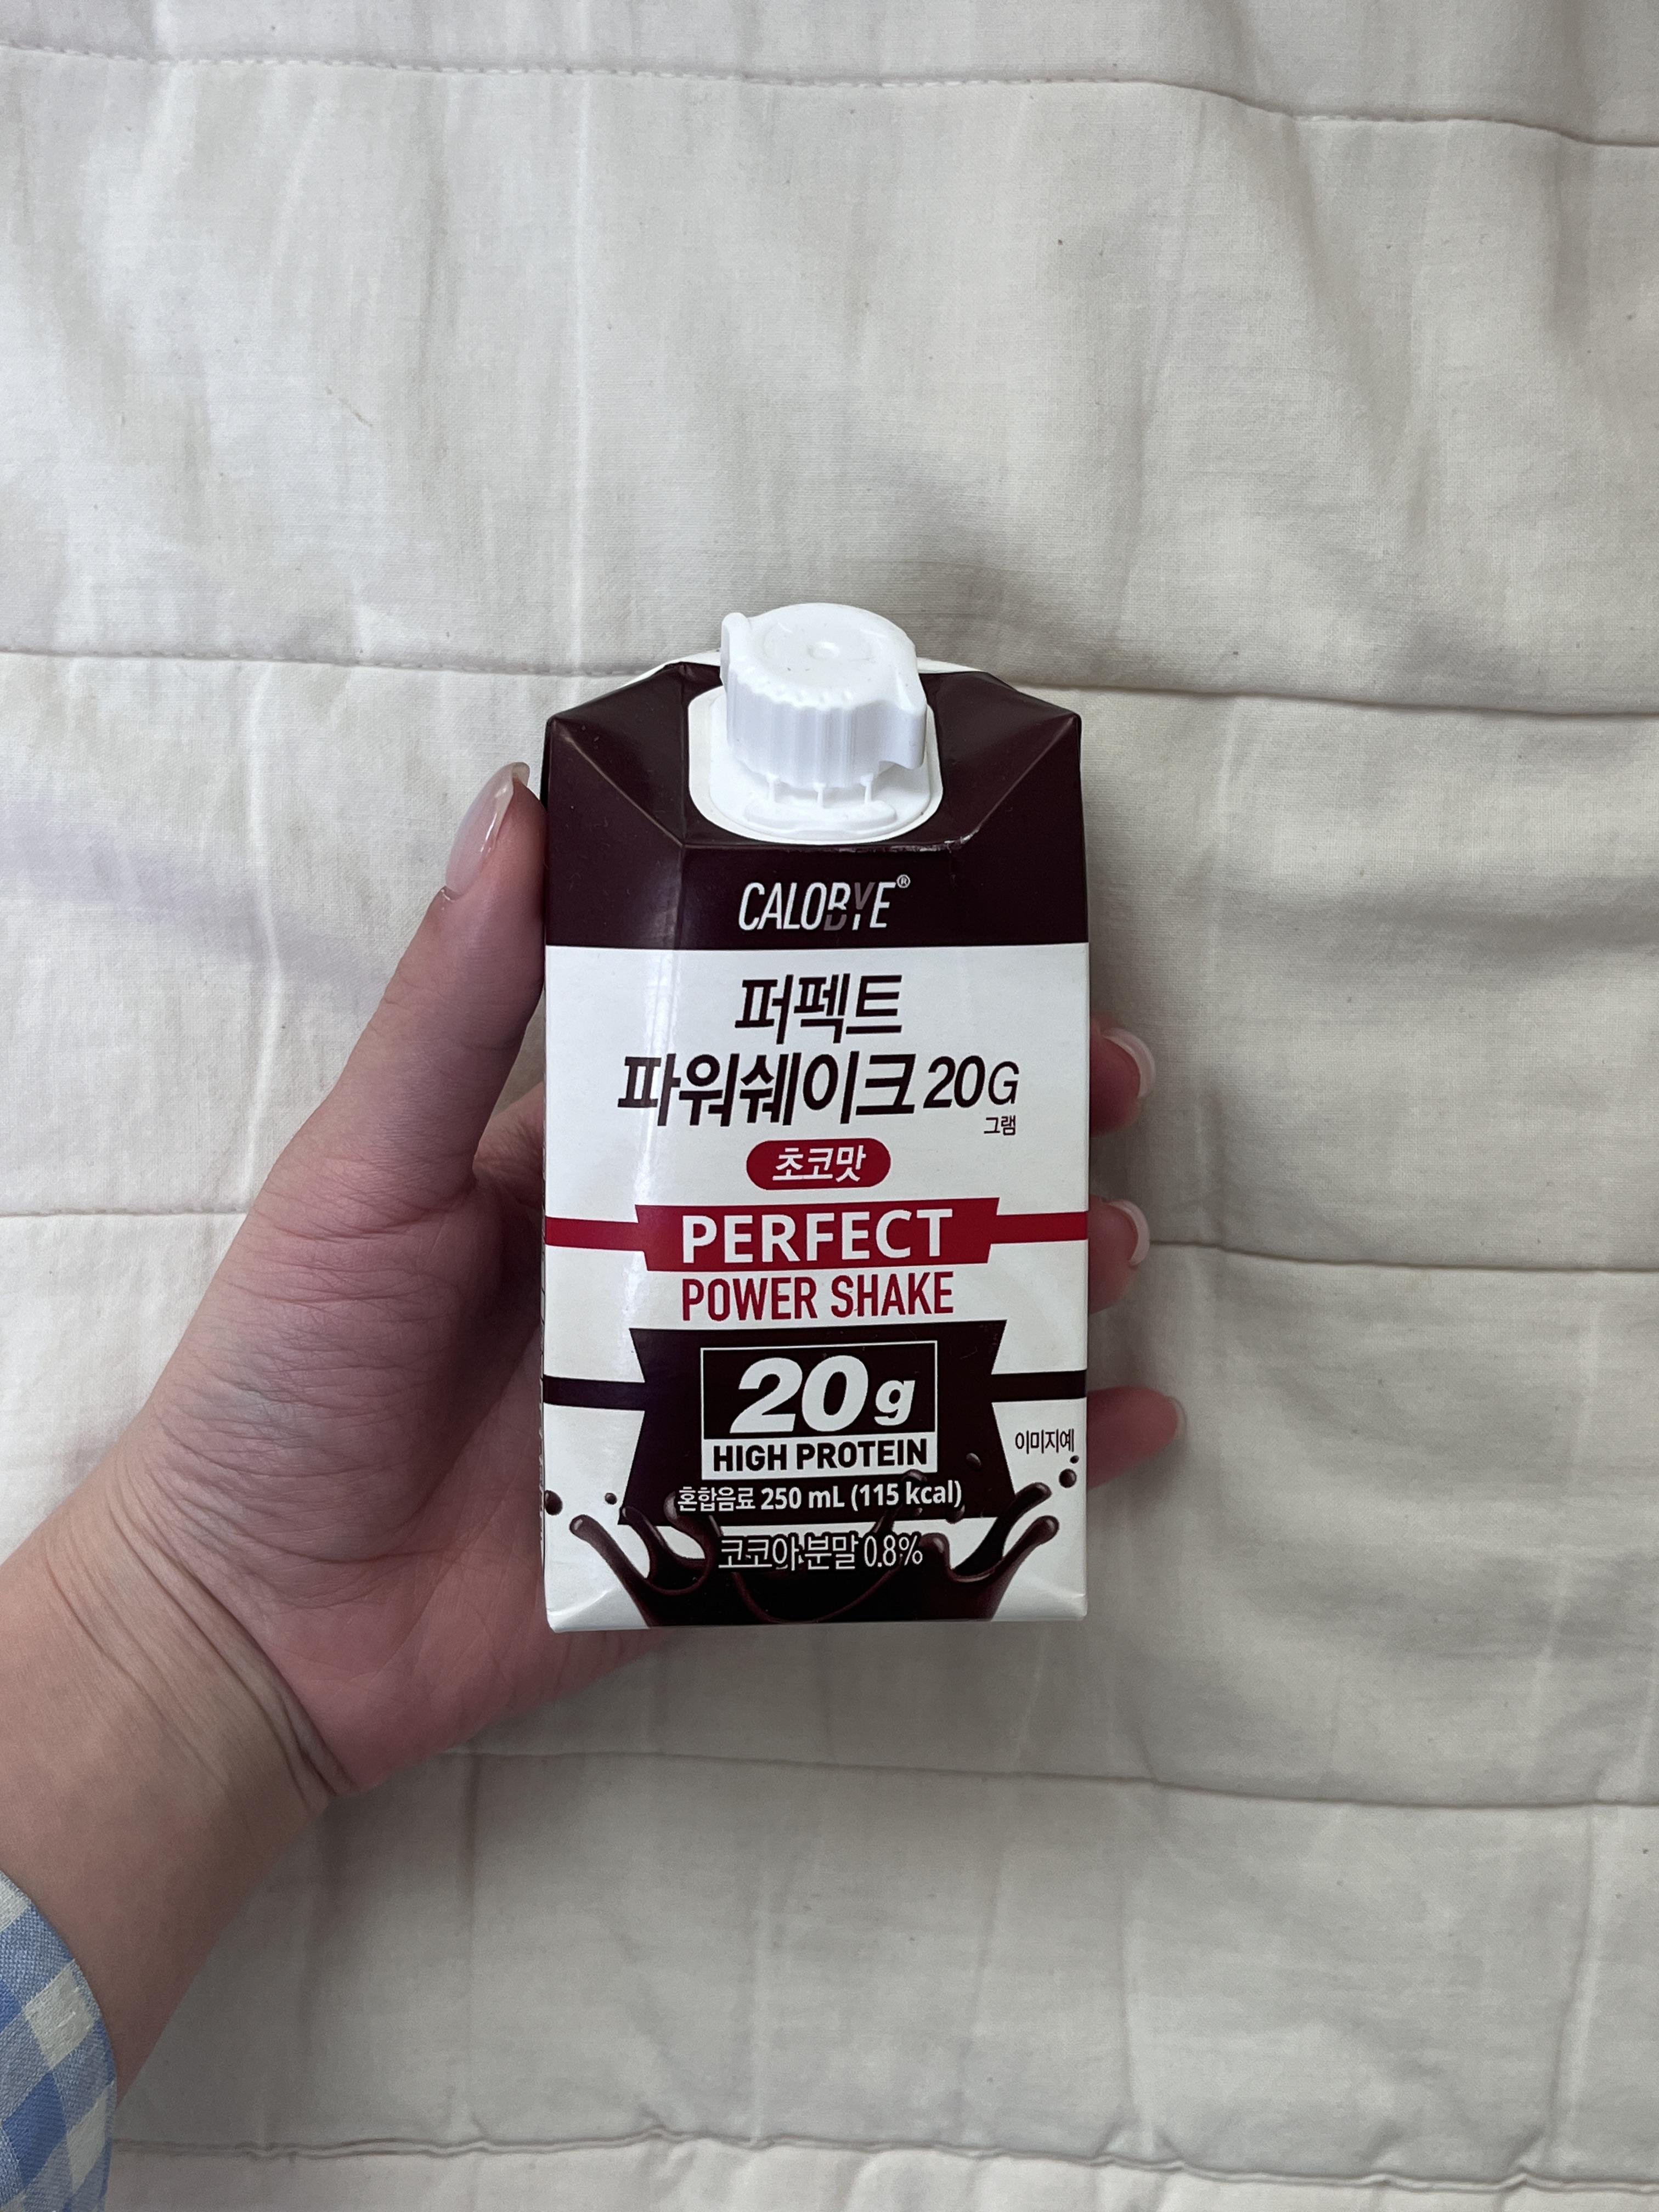 CALOBYE®
퍼펙트
파워쉐이크 20G
그램
초코맛
PERFECT
POWER SHAKE
20g
HIGH PROTEIN
이미지예
혼합음료 250 mL (115 kcal)
코코아분말 0.8%